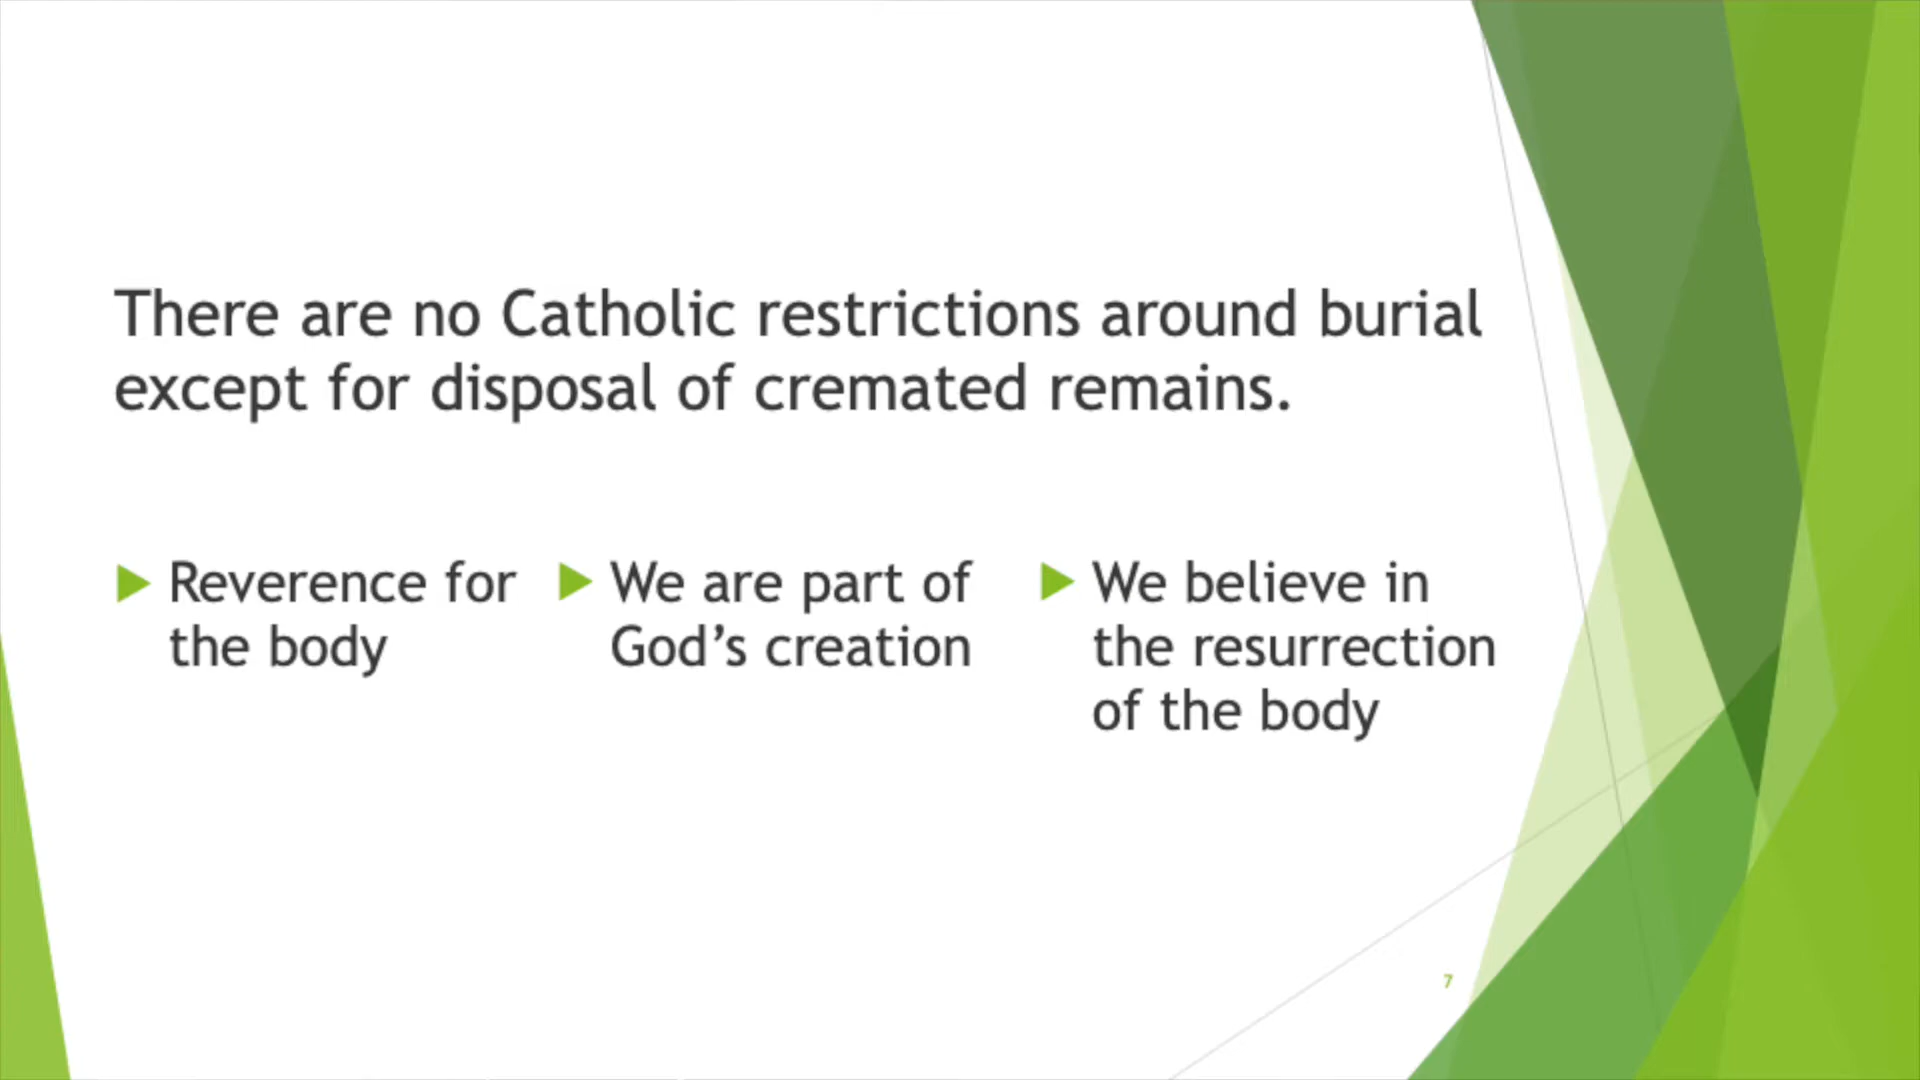 There are no Catholic restrictions around burial
except for disposal of cremated remains.
Reverence for
the body
We are part of
God’s creation
We believe in
the resurrection
of the body
7